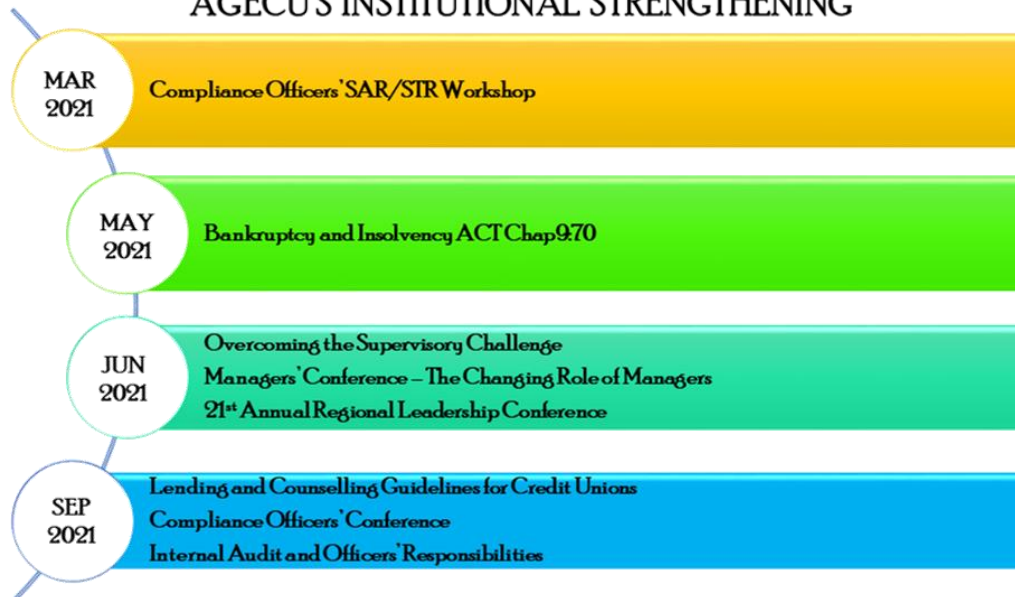 AGECU'S INSTITUTIONAL STRENGTHENING
MAR
2021
Compliance Officers' SAR/STR Workshop
MAY
2021
Bankruptcy and Insolvency ACT Chap9:70
JUN
2021
Overcoming the Supervisory Challenge
Managers' Conference – The Changing Role of Managers
21st Annual Regional Leadership Conference
SEP
2021
Lending and Counselling Guidelines for Credit Unions
Compliance Officers' Conference
Internal Audit and Officers' Responsibilities